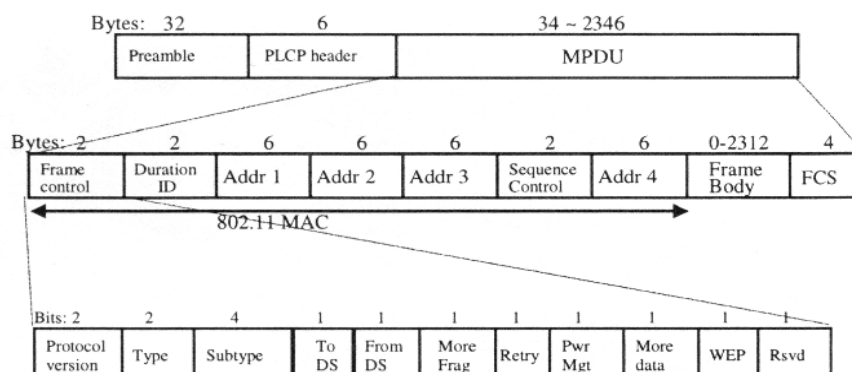 Bytes: 32 6 34 ~ 2346
Preamble PLCP header MPDU
Bytes: 2 2 6 6 6 2 6 0-2312 4
Frame control Duration ID Addr 1 Addr 2 Addr 3 Sequence Control Addr 4 Frame Body FCS
802.11 MAC
Bits: 2 2 4 1 1 1 1 1 1 1 1
Protocol version Type Subtype To DS From DS More Frag Retry Pwr Mgt More data WEP Rsvd